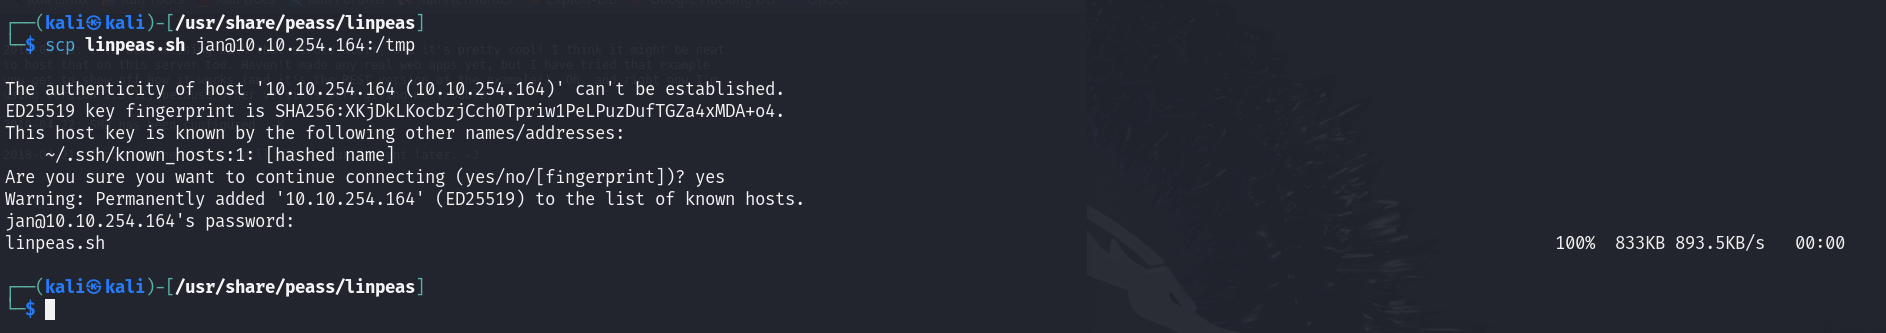 ┌──(kali㉿kali)-[/usr/share/peass/linpeas]
└─$ scp linpeas.sh jan@10.10.254.164:/tmp
The authenticity of host '10.10.254.164 (10.10.254.164)' can't be established.
ED25519 key fingerprint is SHA256:XKjDkLKocbzjCch0Tpriw1PeLPuzDufTGZa4xMDA+o4.
This host key is known by the following other names/addresses:
    ~/.ssh/known_hosts:1: [hashed name]
Are you sure you want to continue connecting (yes/no/[fingerprint])? yes
Warning: Permanently added '10.10.254.164' (ED25519) to the list of known hosts.
jan@10.10.254.164's password:
linpeas.sh 100% 833KB 893.5KB/s 00:00
┌──(kali㉿kali)-[/usr/share/peass/linpeas]
└─$